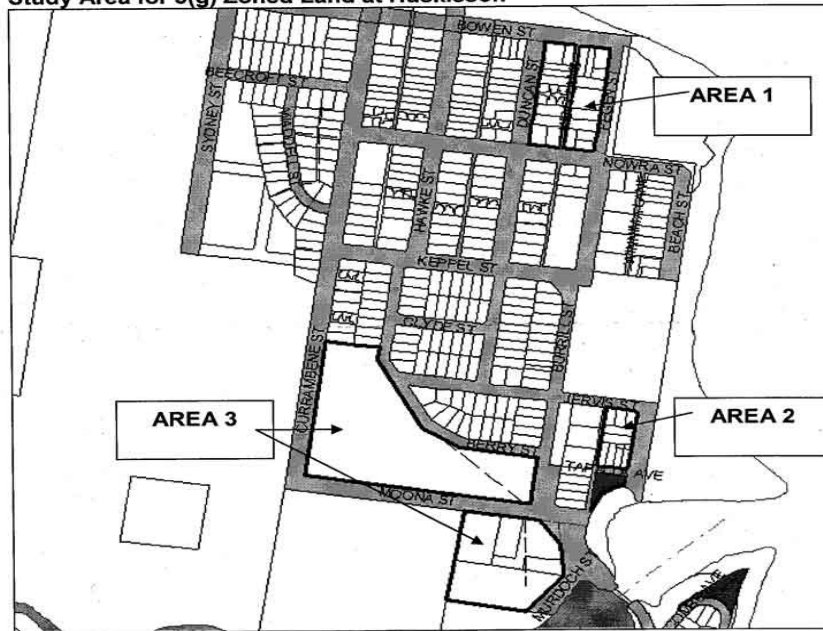 Study Area for 3(g) Zoned Land at Huskisson
BOWEN ST
BEECROFT ST
DUNCAN ST
AREA 1
SYDNEY ST
NOWRA ST
HAWKE ST
BEACH ST
KEPPEL ST
CLYDE ST
BURRILL ST
CURRAMBENE ST
JERVIS ST
AREA 3
AREA 2
BERRY ST
AVE
MOONA ST
MURDOCH ST
AVE